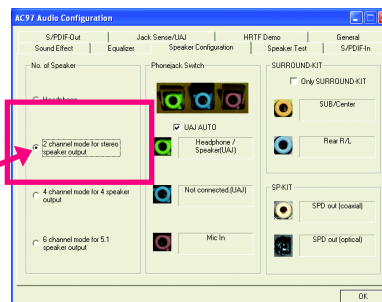 AC97 Audio Configuration
S/PDIF-Out
Jack Sense/UAJ
HRTF Demo
General
Sound Effect
Equalizer
Speaker Configuration
Speaker Test
S/PDIF-In
No. of Speaker
Headphone
2 channel mode for stereo
speaker output
4 channel mode for 4 speaker
output
6 channel mode for 5.1
speaker output
Phonejack Switch
UAJ AUTO
Headphone /
Speaker(UAJ)
Not connected.(UAJ)
Mic In
SURROUND-KIT
Only SURROUND-KIT
SUB/Center
Rear R/L
SP-KIT
SPD out (coaxial)
SPD out (optical)
OK